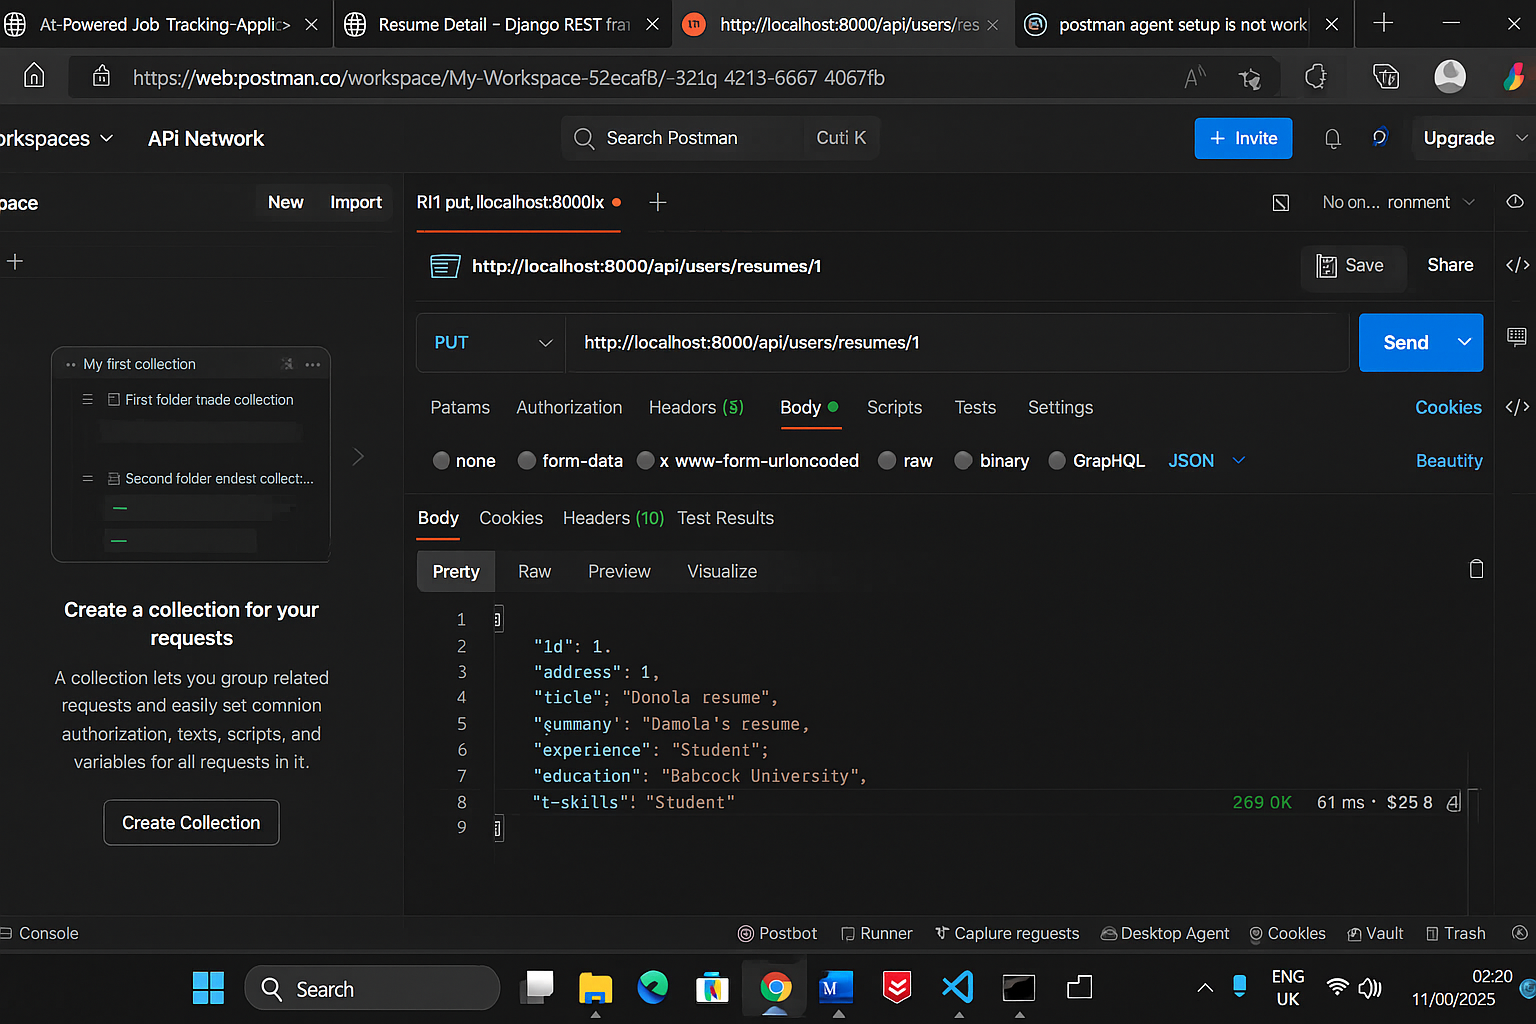 At-Powered Job Tracking-Applic>
Resume Detail – Django REST frar
http://localhost:8000/api/users/res
postman agent setup is not work
https://web:postman.co/workspace/My-Workspace-52ecaf8/-321q 4213-6667 4067fb
orkspaces
APi Network
Search Postman
Cuti K
+ Invite
Upgrade
pace
New
Import
RI1 put,llocalhost:8000lx
No on... ronment
http://localhost:8000/api/users/resumes/1
Save
Share
PUT
http://localhost:8000/api/users/resumes/1
Send
Patams
Authorization
Headers (5)
Body
Scripts
Tests
Settings
Cookies
none
form-data
x www-form-urloncoded
raw
binary
GrapHQL
JSON
Beautify
My first collection
First folder tnade collection
Second folder endest collect:...
Create a collection for your
requests
A collection lets you group related
requests and easily set comnion
authorization, texts, scripts, and
variables for all requests in it.
Create Collection
Body
Cookies
Headers (10)
Test Results
Prerty
Raw
Preview
Visualize
1
2 "1d": 1.
3 "address": 1,
4 "ticle"; "Donola resume",
5 "summany': "Damola's resume,
6 "experience": "Student";
7 "education": "Babcock University",
8 "t-skills"! "Student"
269 OK 61 ms · $25 8
9
Console
Postbot
Runner
Caplure reguests
Desktop Agent
Cookles
Vault
Trash
Search
ENG
UK
02:20
11/00/2025